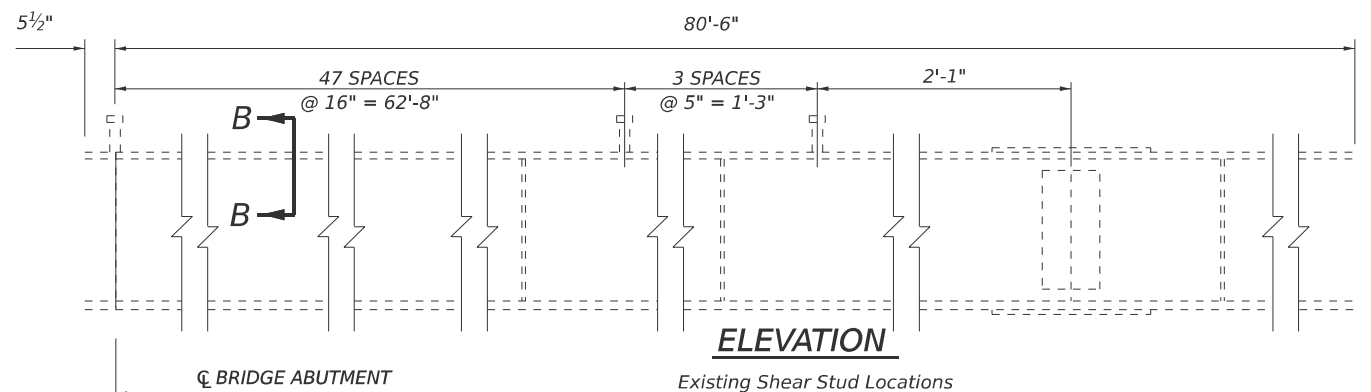 5½"
80'-6"
47 SPACES
@ 16" = 62'-8"
3 SPACES
@ 5" = 1'-3"
2'-1"
B
B
ELEVATION
℄ BRIDGE ABUTMENT
Existing Shear Stud Locations